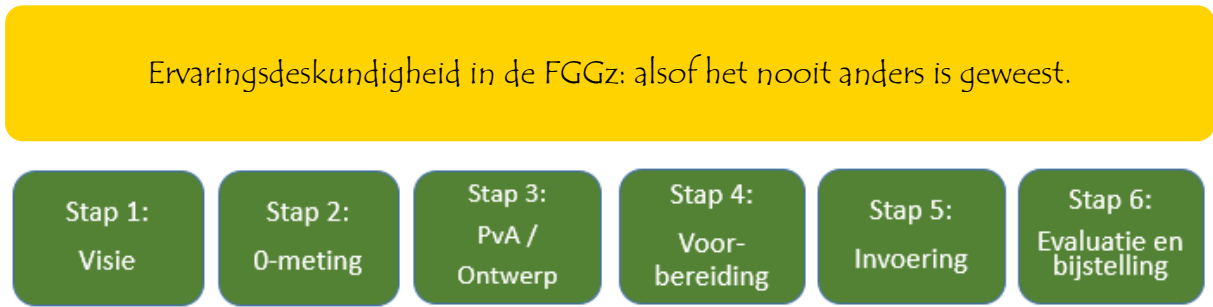 Ervaringsdeskundigheid in de FGGz: alsof het nooit anders is geweest.
Stap 1:
Visie
Stap 2:
0-meting
Stap 3:
PvA /
Ontwerp
Stap 4:
Voor-
bereiding
Stap 5:
Invoering
Stap 6:
Evaluatie en
bijstelling